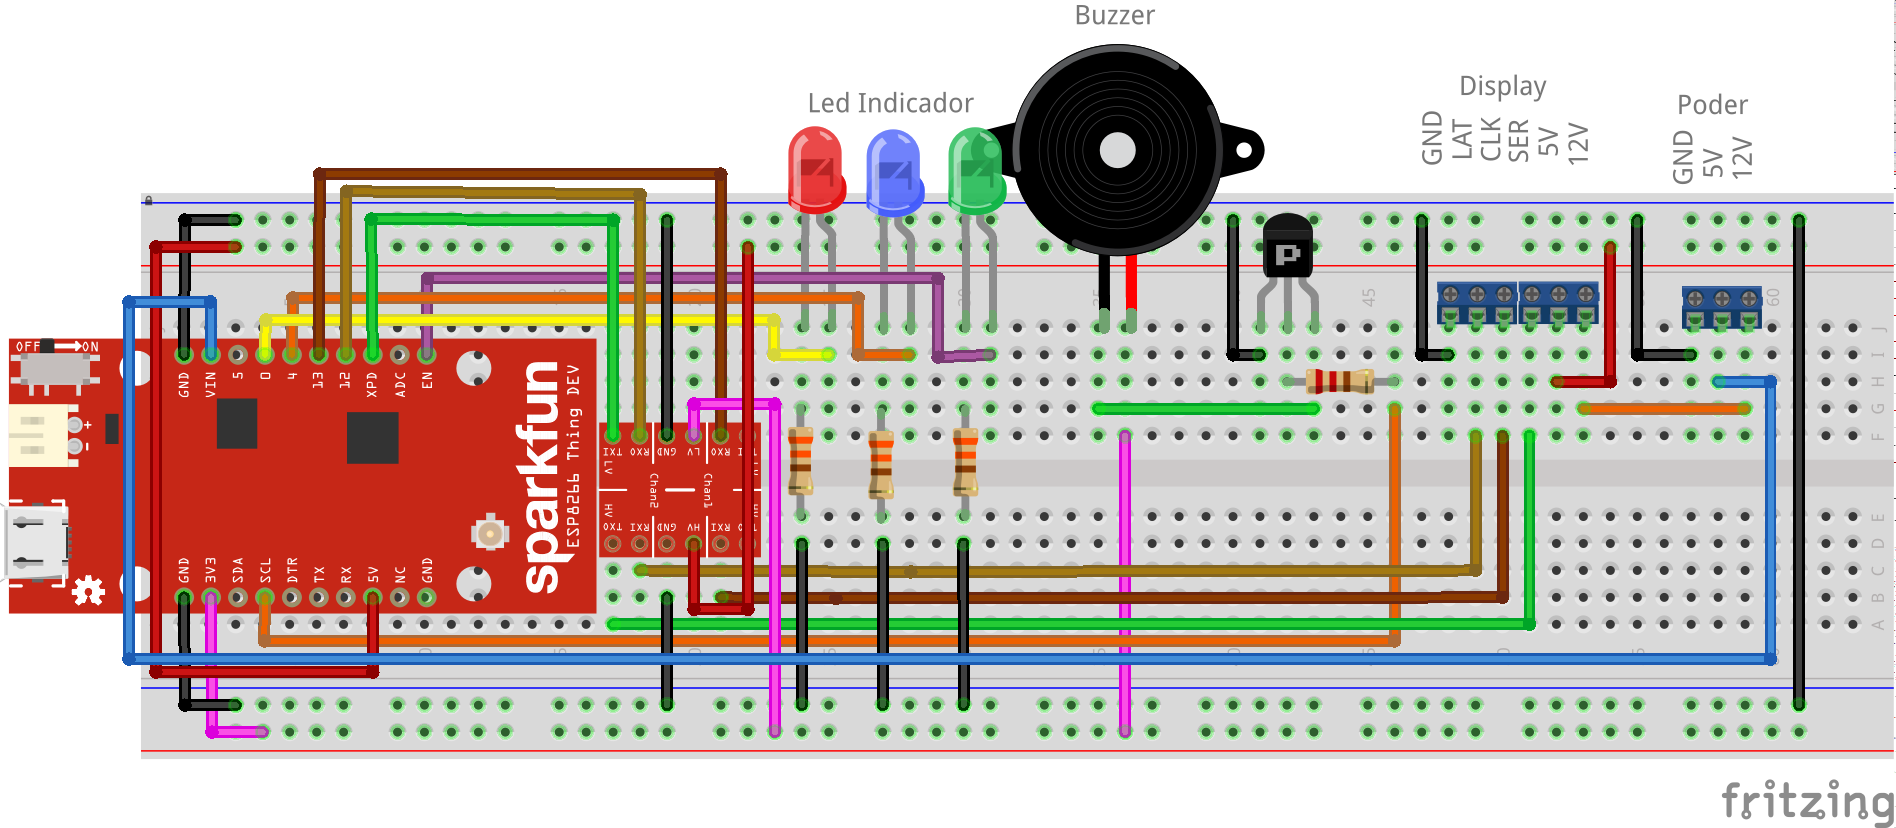 Buzzer
Led Indicador
Display
Poder
GND
LAT
CLK
SER
5V
12V
GND
5V
12V
OFF
ON
GND
VIN
5
0
4
13
12
XPD
ADC
EN
+
-
sparkfun
ESP8266 Thing DEV
GND
3V3
SDA
SCL
DTR
TX
RX
5V
NC
GND
TXI
RXO
GND
LV
RXO
LV
Chan2
Chan1
HV
TXO
RXI
GND
HV
RXI
P
45
60
J
I
H
G
F
E
D
C
B
A
fritzing